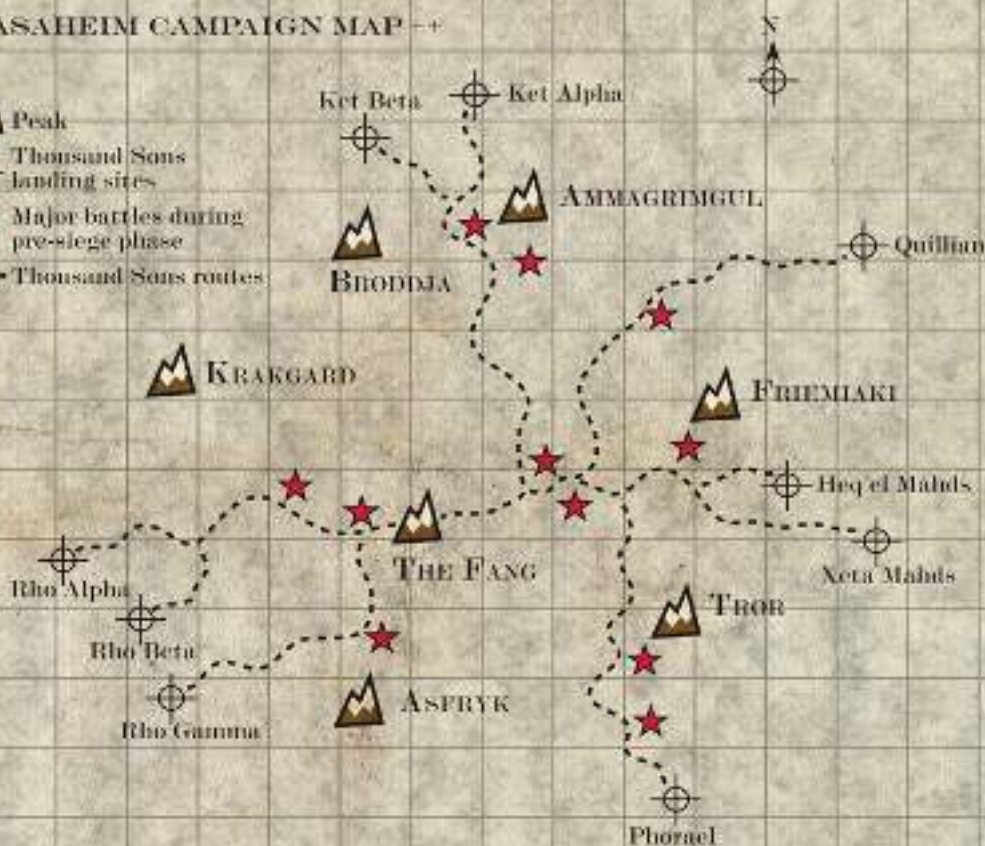 ASAHEIM CAMPAIGN MAP ++
N
Ket Beta
Ket Alpha
Peak
Thousand Sons
landing sites
Major battles during
pre-siege phase
Thousand Sons routes
Ammagrimgul
Broddja
Quillian
Krakgard
Friemiaki
Heq'el Mahds
The Fang
Xeta Mahds
Rho Alpha
Tror
Rho Beta
Asfryk
Rho Gamma
Phorael